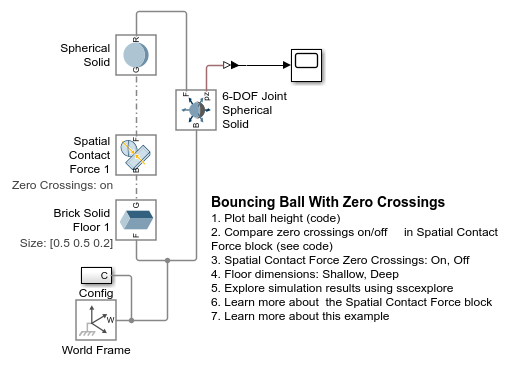 R
Spherical
Solid
G
F
pz
6-DOF Joint
Spherical
Solid
B
F
Spatial
Contact
Force 1
B
Zero Crossings: on
G
Brick Solid
Floor 1
F
Size: [0.5 0.5 0.2]
Bouncing Ball With Zero Crossings
1. Plot ball height (code)
2. Compare zero crossings on/off in Spatial Contact
Force block (see code)
3. Spatial Contact Force Zero Crossings: On, Off
4. Floor dimensions: Shallow, Deep
5. Explore simulation results using sscexplore
6. Learn more about the Spatial Contact Force block
7. Learn more about this example
C
Config
W
World Frame